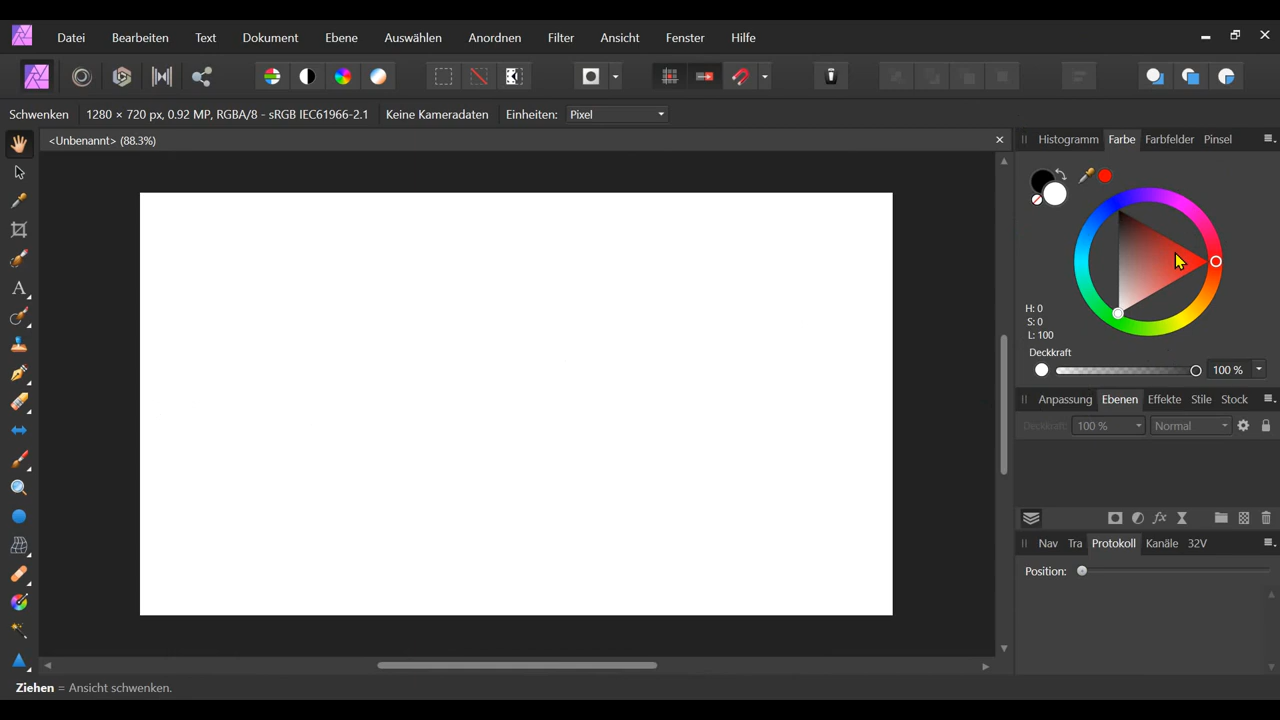 Datei Bearbeiten Text Dokument Ebene Auswählen Anordnen Filter Ansicht Fenster Hilfe
Schwenken 1280 × 720 px, 0.92 MP, RGBA/8 - sRGB IEC61966-2.1 Keine Kameradaten Einheiten: Pixel
<Unbenannt> (88.3%)
Histogramm Farbe Farbfelder Pinsel
H: 0
S: 0
L: 100
Deckkraft
100 %
Anpassung Ebenen Effekte Stile Stock
Deckkraft: 100 % Normal
Nav Tra Protokoll Kanäle 32V
Position:
Ziehen = Ansicht schwenken.